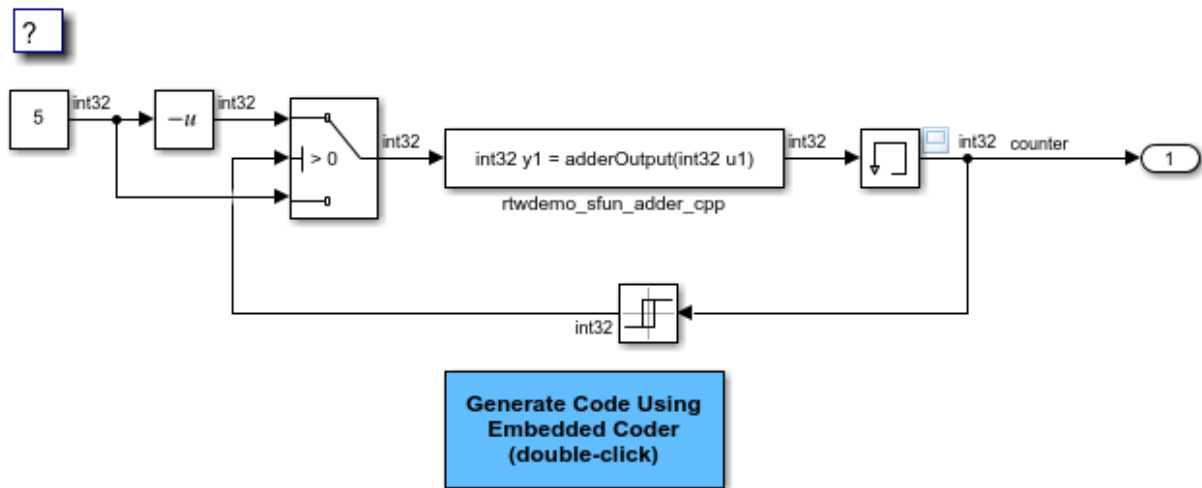 ?
5
int32
−u
int32
> 0
int32
int32 y1 = adderOutput(int32 u1)
rtwdemo_sfun_adder_cpp
int32
int32
counter
1
int32
Generate Code Using
Embedded Coder
(double-click)